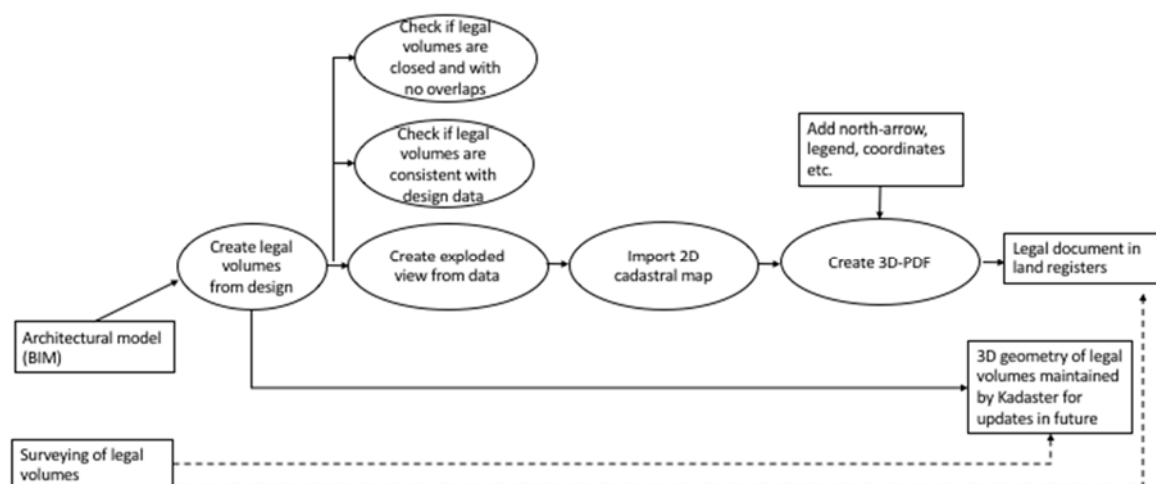 Check if legal
volumes are
closed and with
no overlaps
Check if legal
volumes are
consistent with
design data
Add north-arrow,
legend, coordinates
etc.
Create legal
volumes
from design
Create exploded
view from data
Import 2D
cadastral map
Create 3D-PDF
Legal document in
land registers
Architectural model
(BIM)
3D geometry of legal
volumes maintained
by Kadaster for
updates in future
Surveying of legal
volumes